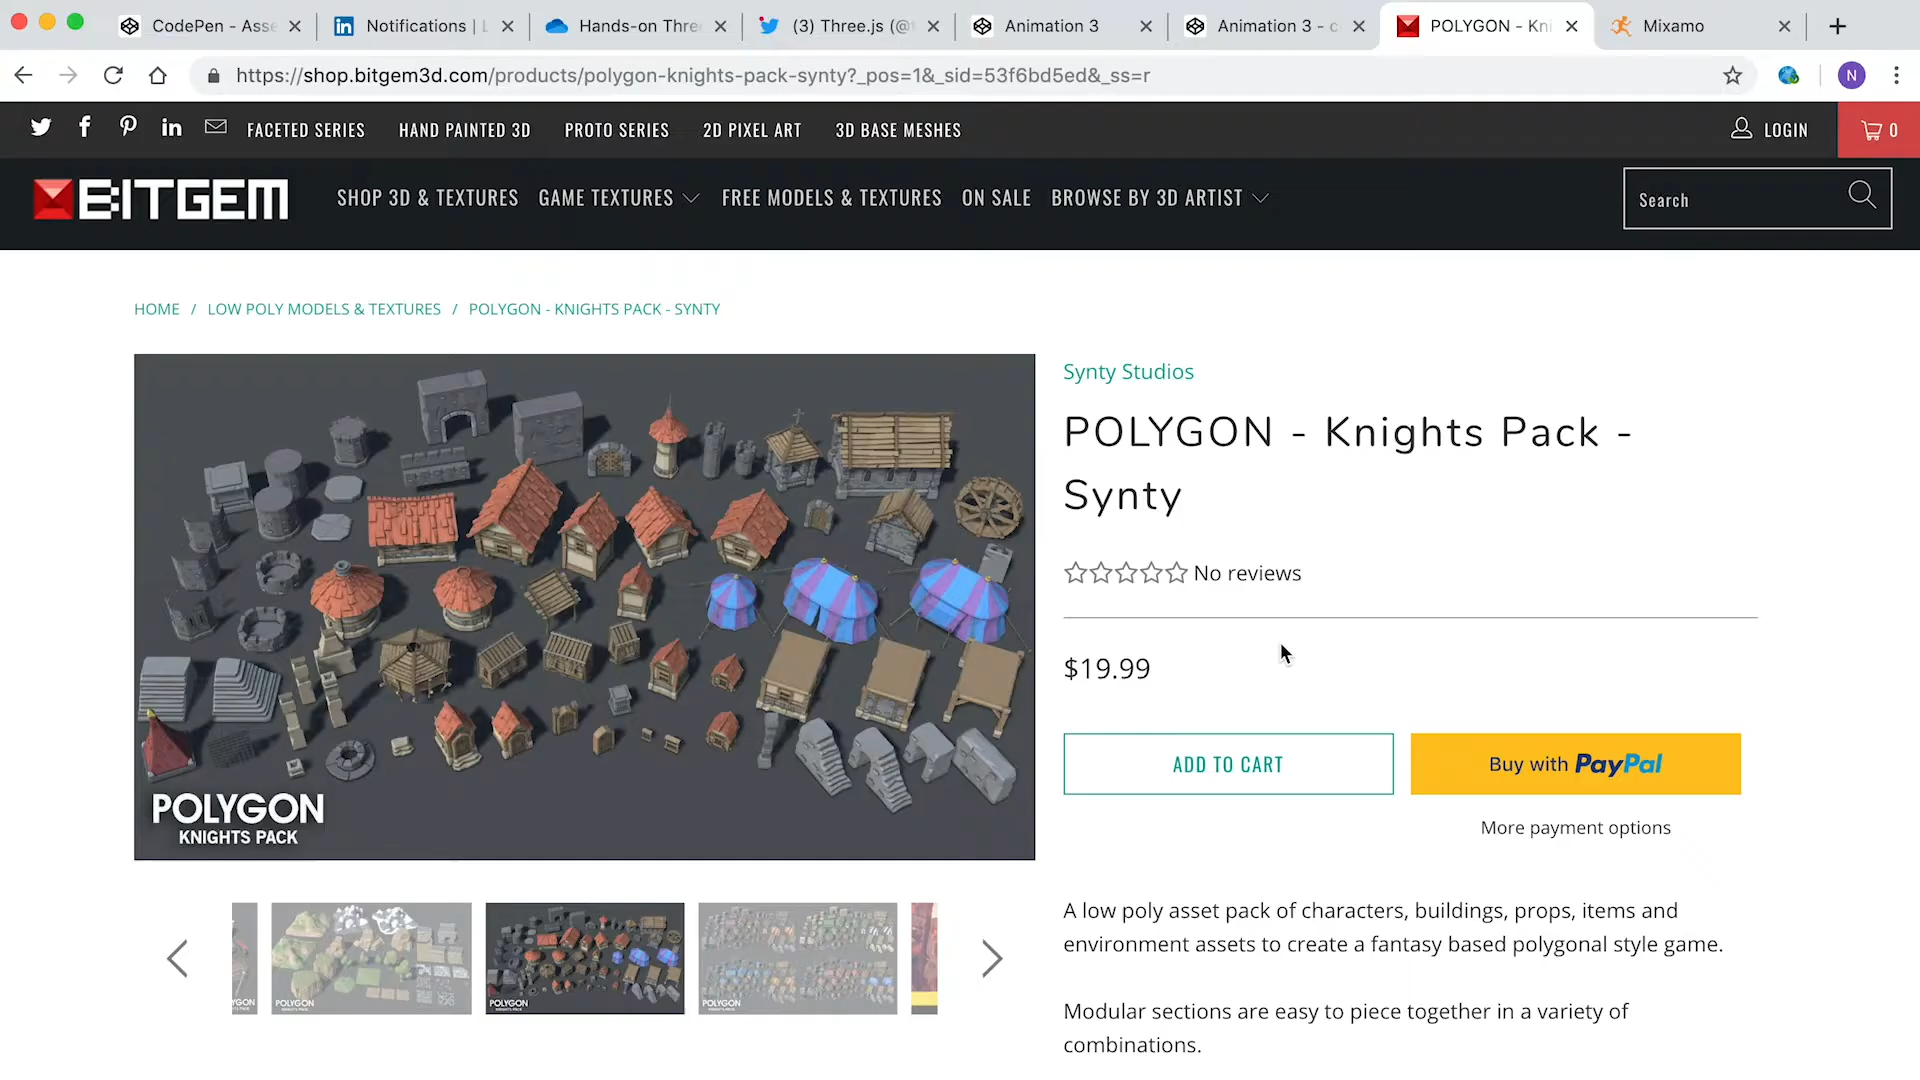 CodePen - Asse
Notifications | L
Hands-on Thre
(3) Three.js (@t
Animation 3
Animation 3 - c
POLYGON - Kni
Mixamo
https://shop.bitgem3d.com/products/polygon-knights-pack-synty?_pos=1&_sid=53f6bd5ed&_ss=r
N
FACETED SERIES
HAND PAINTED 3D
PROTO SERIES
2D PIXEL ART
3D BASE MESHES
LOGIN
0
BITGEM
SHOP 3D & TEXTURES
GAME TEXTURES
FREE MODELS & TEXTURES
ON SALE
BROWSE BY 3D ARTIST
Search
HOME / LOW POLY MODELS & TEXTURES / POLYGON - KNIGHTS PACK - SYNTY
POLYGON
KNIGHTS PACK
Synty Studios
POLYGON - Knights Pack -
Synty
No reviews
$19.99
ADD TO CART
Buy with PayPal
More payment options
A low poly asset pack of characters, buildings, props, items and
environment assets to create a fantasy based polygonal style game.
Modular sections are easy to piece together in a variety of
combinations.
YGON
POLYGON
POLYGON
POLYGON